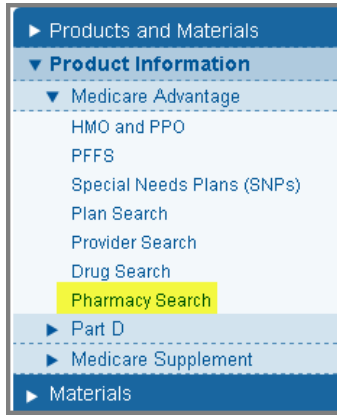 Products and Materials
Product Information
Medicare Advantage
HMO and PPO
PFFS
Special Needs Plans (SNPs)
Plan Search
Provider Search
Drug Search
Pharmacy Search
Part D
Medicare Supplement
Materials